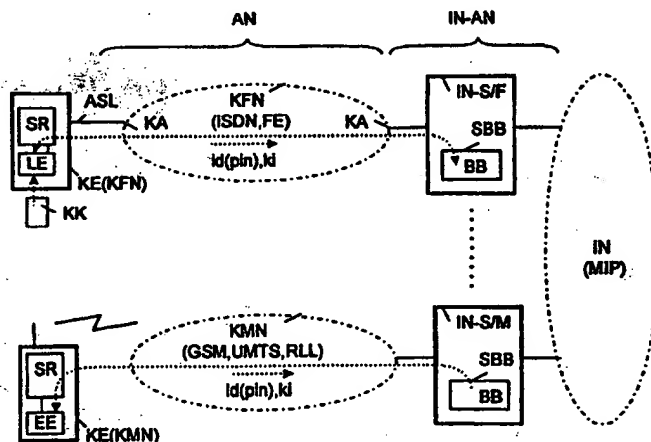 AN IN-AN
ASL KFN IN-S/F
SR KA (ISDN,FE) KA SBB
LE id(pin),ki BB
KE(KFN)
KK
IN
(MIP)
KMN IN-S/M
(GSM,UMTS,RLL)
SR SBB
id(pin),ki BB
EE
KE(KMN)